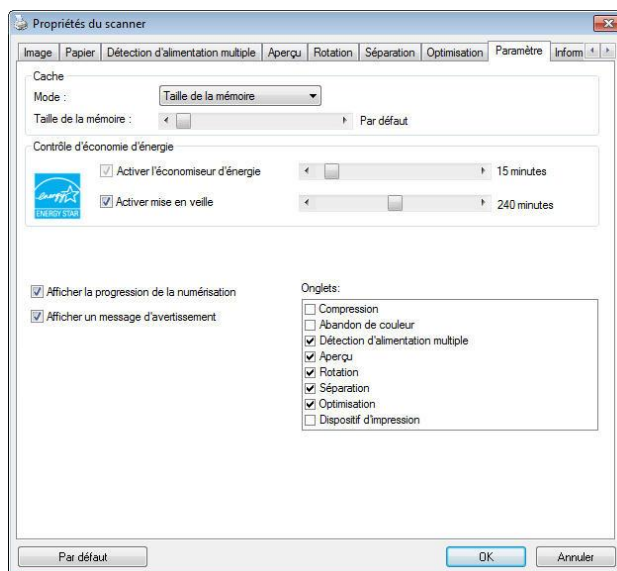 Propriétés du scanner
Image Papier Détection d'alimentation multiple Aperçu Rotation Séparation Optimisation Paramètre Inform
Cache
Mode : Taille de la mémoire
Taille de la mémoire : Par défaut
Contrôle d'économie d'énergie
Activer l'économiseur d'énergie 15 minutes
Activer mise en veille 240 minutes
energy
ENERGY STAR
Afficher la progression de la numérisation
Afficher un message d'avertissement
Onglets:
Compression
Abandon de couleur
Détection d'alimentation multiple
Aperçu
Rotation
Séparation
Optimisation
Dispositif d'impression
Par défaut OK Annuler